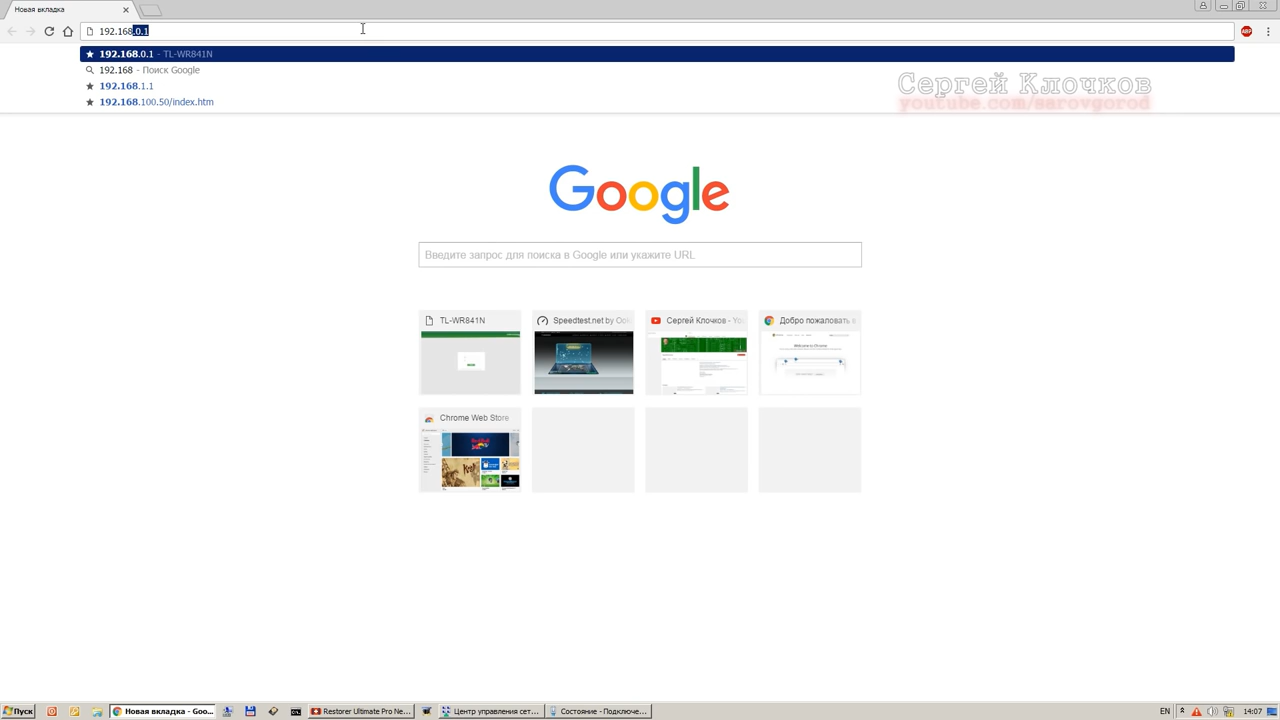 Новая вкладка
192.168.0.1
192.168.0.1 - TL-WR841N
192.168 - Поиск Google
192.168.1.1
192.168.100.50/index.htm
Сергей Клочков
youtube.com/sarovgorod
ABP
Google
Введите запрос для поиска в Google или укажите URL
TL-WR841N
Speedtest.net by Ookl
Сергей Клочков - You
Добро пожаловать в
Chrome Web Store
Пуск
Новая вкладка - Goo...
Restorer Ultimate Pro Ne...
Центр управления сет...
Состояние - Подключе...
EN
14:07